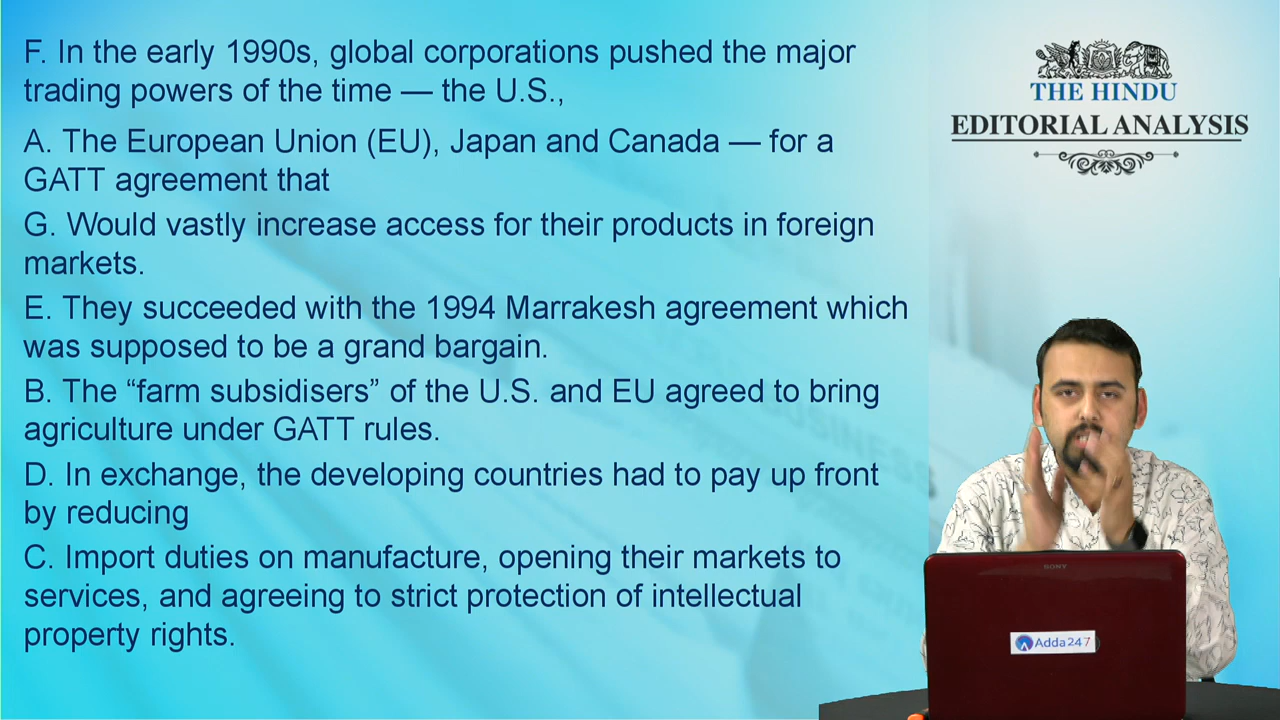 F. In the early 1990s, global corporations pushed the major
trading powers of the time — the U.S.,
A. The European Union (EU), Japan and Canada — for a
GATT agreement that
G. Would vastly increase access for their products in foreign
markets.
E. They succeeded with the 1994 Marrakesh agreement which
was supposed to be a grand bargain.
B. The “farm subsidisers” of the U.S. and EU agreed to bring
agriculture under GATT rules.
D. In exchange, the developing countries had to pay up front
by reducing
C. Import duties on manufacture, opening their markets to
services, and agreeing to strict protection of intellectual
property rights.
THE HINDU
EDITORIAL ANALYSIS
BUSINESS
SONY
Adda247